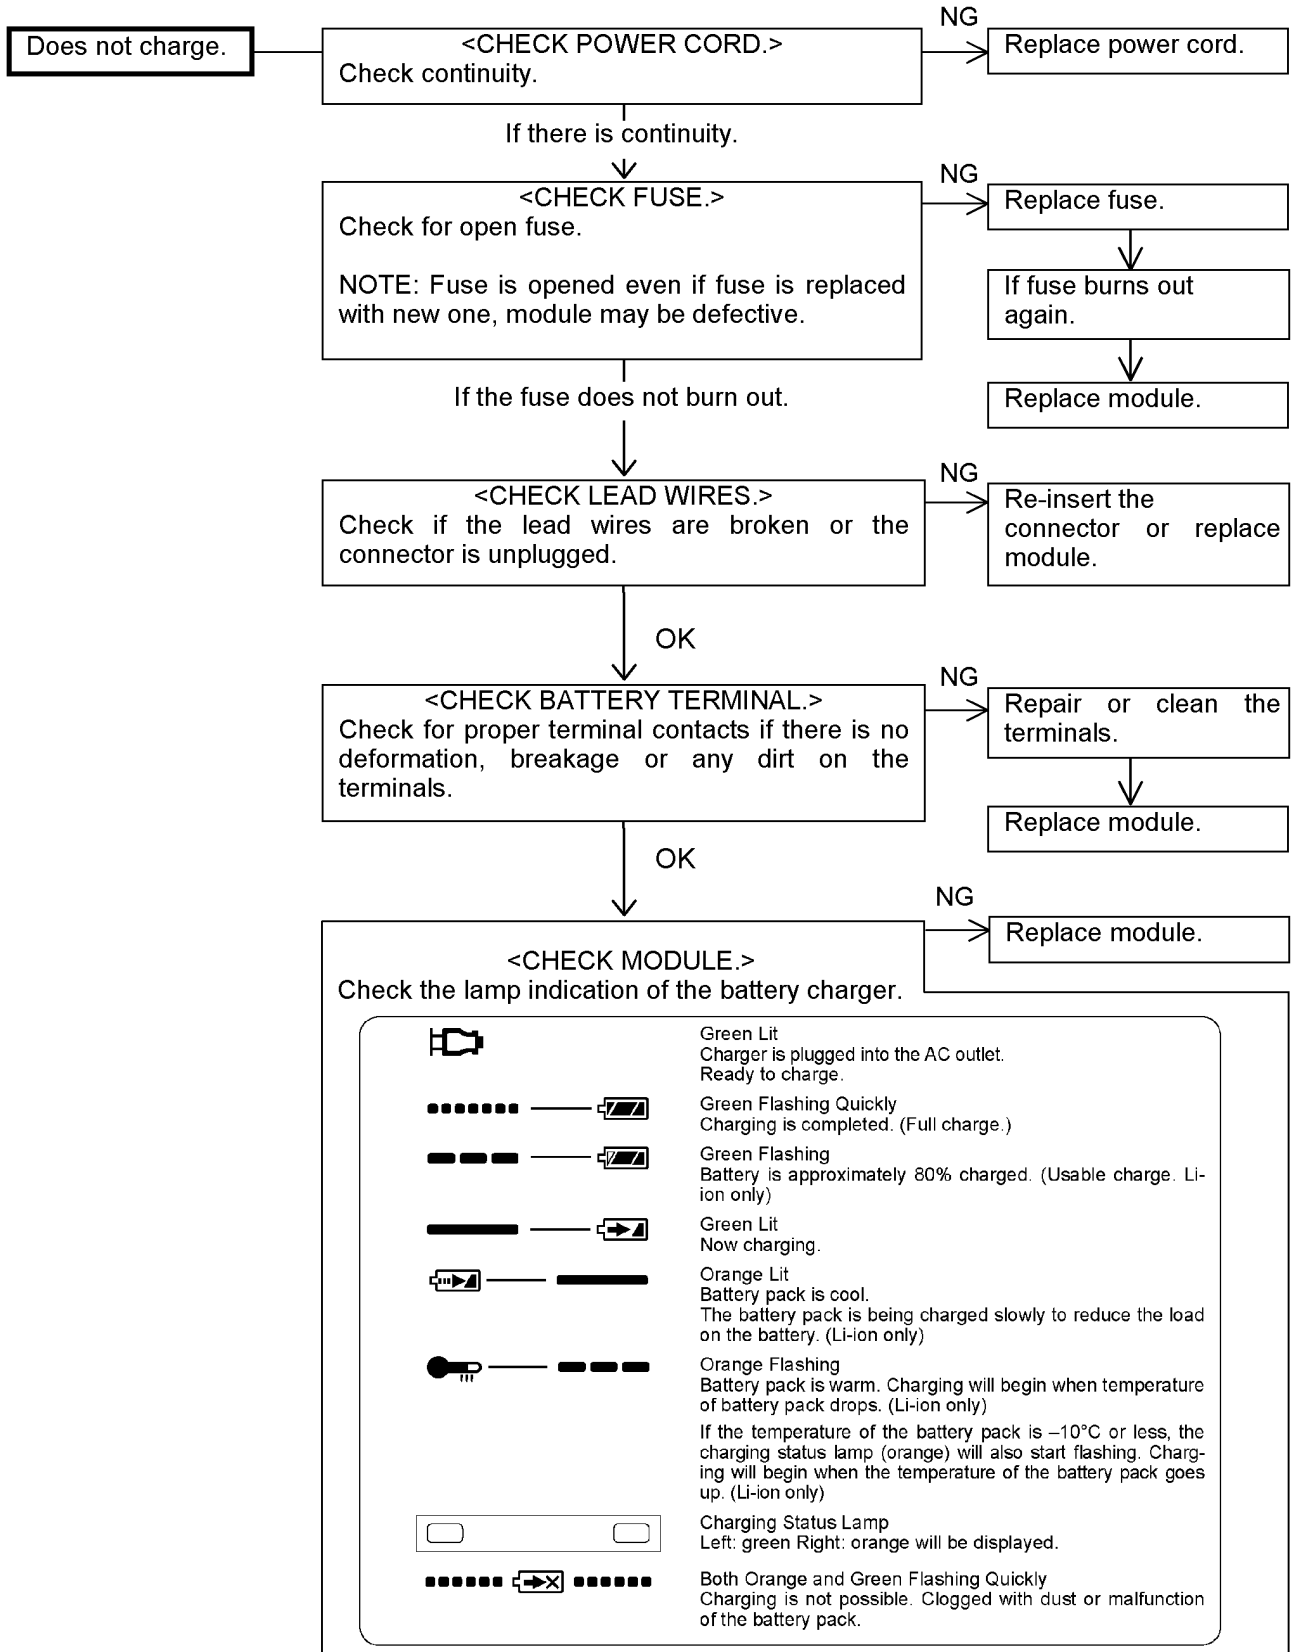 Does not charge.
<CHECK POWER CORD.>
Check continuity.
NG
Replace power cord.
If there is continuity.
<CHECK FUSE.>
Check for open fuse.
NOTE: Fuse is opened even if fuse is replaced
with new one, module may be defective.
NG
Replace fuse.
If fuse burns out
again.
Replace module.
If the fuse does not burn out.
<CHECK LEAD WIRES.>
Check if the lead wires are broken or the
connector is unplugged.
NG
Re-insert the
connector or replace
module.
OK
<CHECK BATTERY TERMINAL.>
Check for proper terminal contacts if there is no
deformation, breakage or any dirt on the
terminals.
NG
Repair or clean the
terminals.
Replace module.
OK
<CHECK MODULE.>
Check the lamp indication of the battery charger.
NG
Replace module.
Green Lit
Charger is plugged into the AC outlet.
Ready to charge.
Green Flashing Quickly
Charging is completed. (Full charge.)
Green Flashing
Battery is approximately 80% charged. (Usable charge. Li-
ion only)
Green Lit
Now charging.
Orange Lit
Battery pack is cool.
The battery pack is being charged slowly to reduce the load
on the battery. (Li-ion only)
Orange Flashing
Battery pack is warm. Charging will begin when temperature
of battery pack drops. (Li-ion only)
If the temperature of the battery pack is –10°C or less, the
charging status lamp (orange) will also start flashing. Charg-
ing will begin when the temperature of the battery pack goes
up. (Li-ion only)
Charging Status Lamp
Left: green Right: orange will be displayed.
Both Orange and Green Flashing Quickly
Charging is not possible. Clogged with dust or malfunction
of the battery pack.